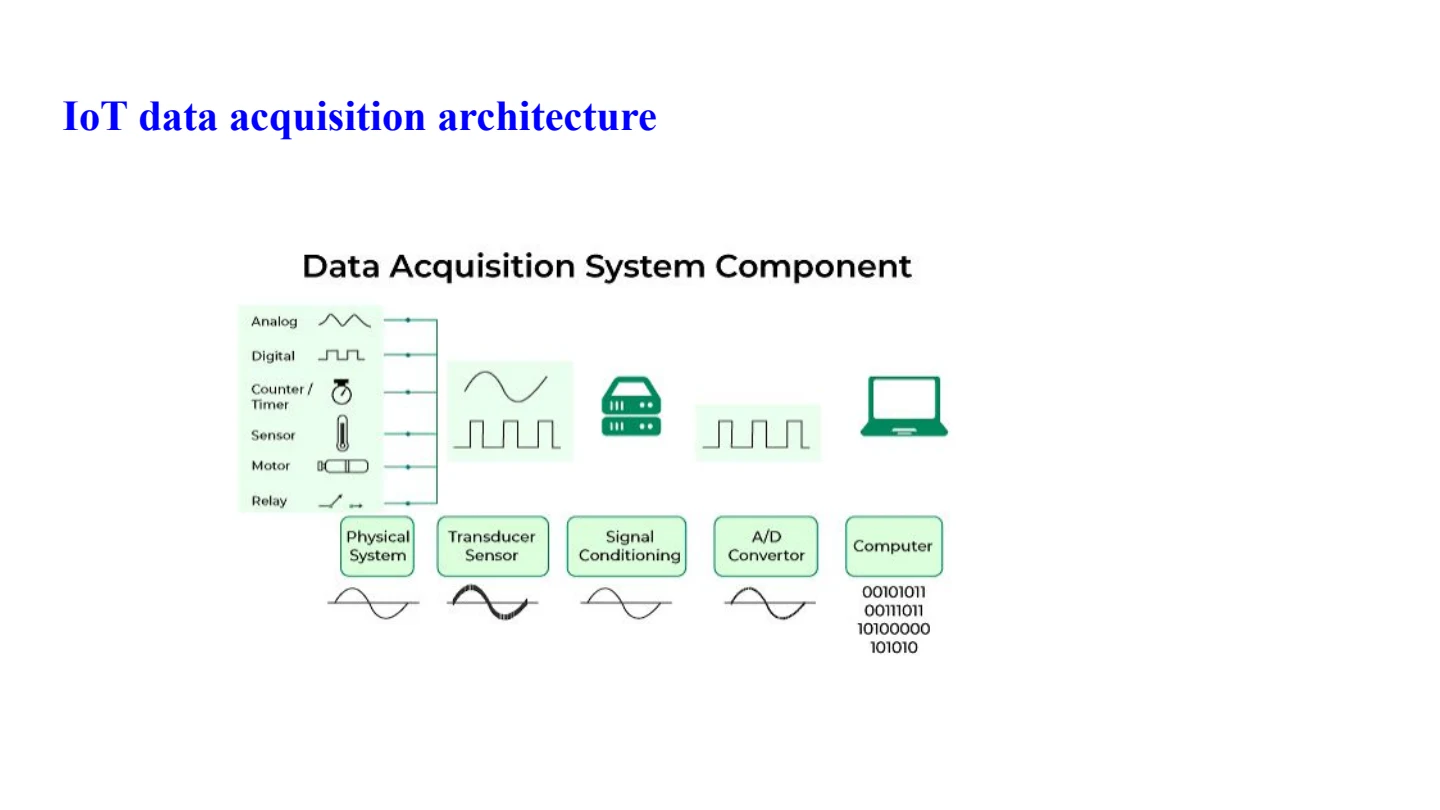 IoT data acquisition architecture
Data Acquisition System Component
Analog
Digital
Counter /
Timer
Sensor
Motor
Relay
Physical
System
Transducer
Sensor
Signal
Conditioning
A/D
Convertor
Computer
00101011
00111011
10100000
101010